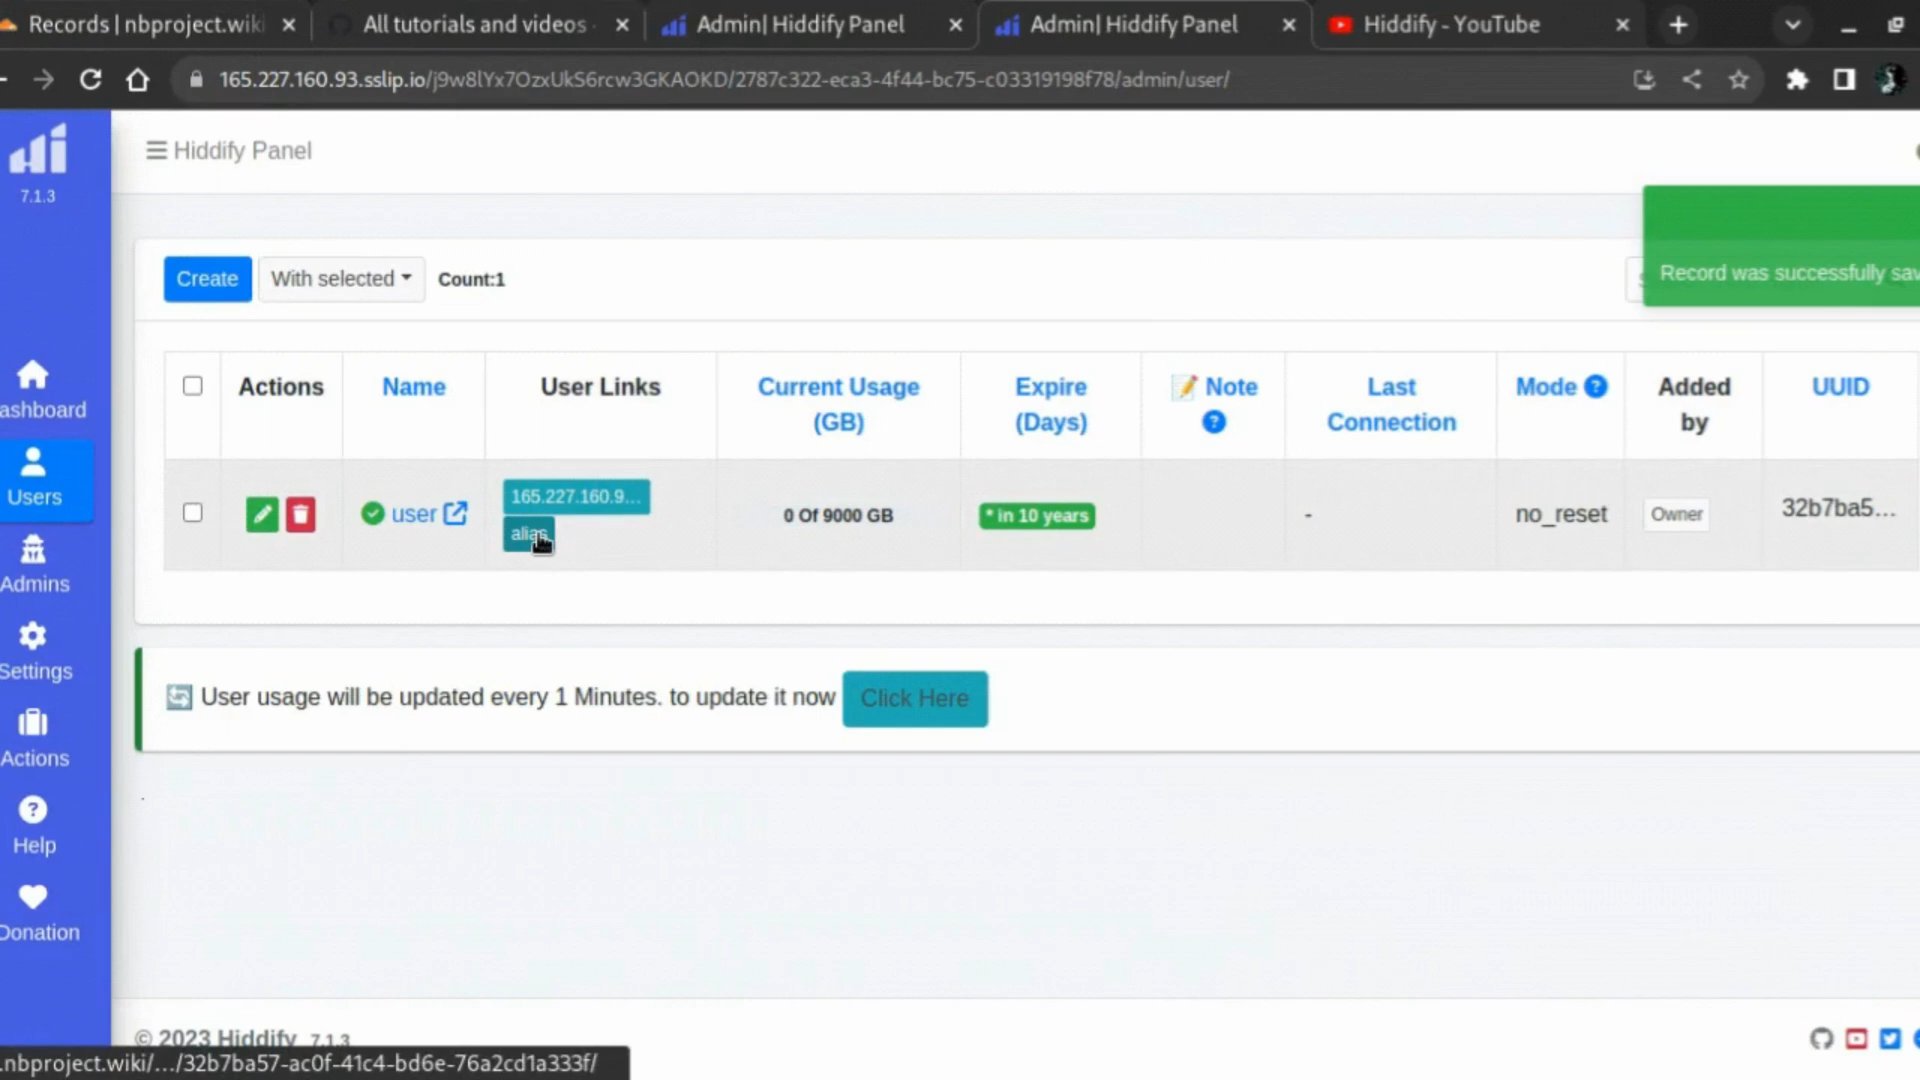 Records | nbproject.wiki
All tutorials and videos
Admin| Hiddify Panel
Admin| Hiddify Panel
Hiddify - YouTube
165.227.160.93.sslip.io/j9w8lYx7OzxUkS6rcw3GKAOKD/2787c322-eca3-4f44-bc75-c03319198f78/admin/user/
7.1.3
Hiddify Panel
Record was successfully sav
Create
With selected
Count:1
Actions
Name
User Links
Current Usage
(GB)
Expire
(Days)
Note
Last
Connection
Mode
Added
by
UUID
user
165.227.160.9...
alias
0 Of 9000 GB
* in 10 years
-
no_reset
Owner
32b7ba5...
ashboard
Users
Admins
Settings
Actions
Help
Donation
User usage will be updated every 1 Minutes. to update it now
Click Here
© 2023 Hiddify 7.1.3
.nbproject.wiki/.../32b7ba57-ac0f-41c4-bd6e-76a2cd1a333f/